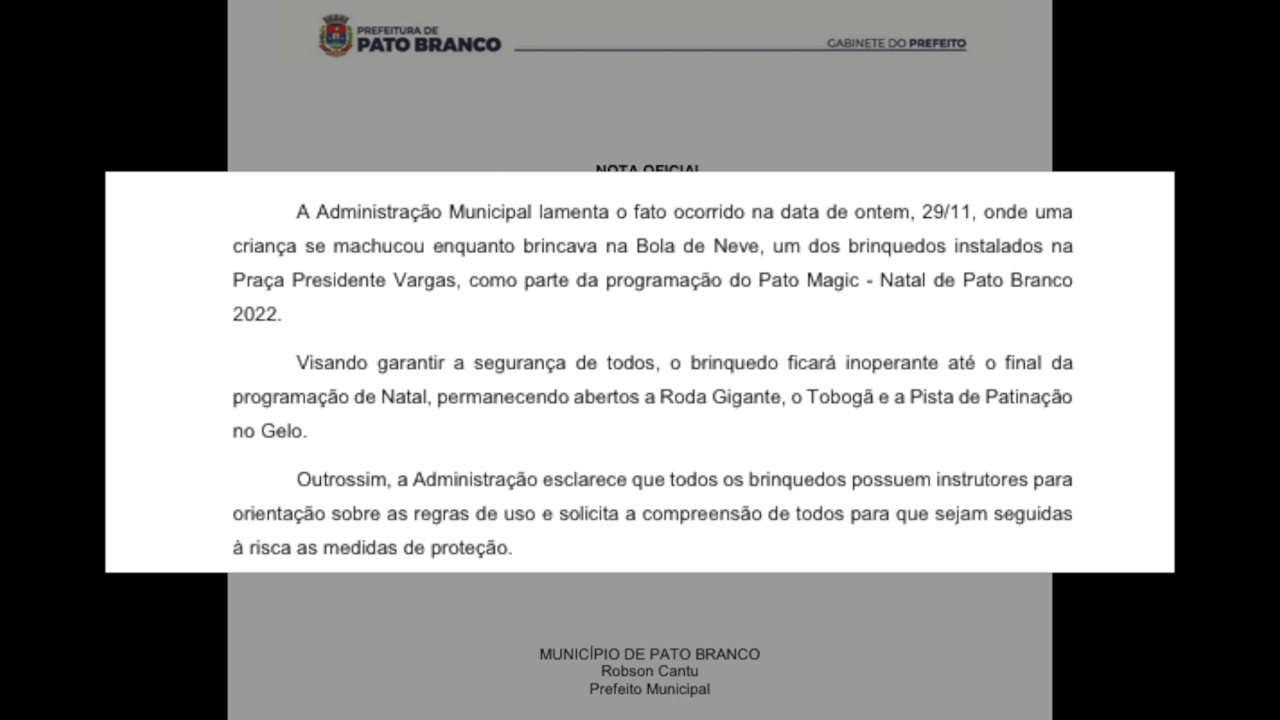 PREFEITURA DE
PATO BRANCO
GABINETE DO PREFEITO
NOTA OFICIAL
A Administração Municipal lamenta o fato ocorrido na data de ontem, 29/11, onde uma
criança se machucou enquanto brincava na Bola de Neve, um dos brinquedos instalados na
Praça Presidente Vargas, como parte da programação do Pato Magic - Natal de Pato Branco
2022.
Visando garantir a segurança de todos, o brinquedo ficará inoperante até o final da
programação de Natal, permanecendo abertos a Roda Gigante, o Tobogã e a Pista de Patinação
no Gelo.
Outrossim, a Administração esclarece que todos os brinquedos possuem instrutores para
orientação sobre as regras de uso e solicita a compreensão de todos para que sejam seguidas
à risca as medidas de proteção.
MUNICÍPIO DE PATO BRANCO
Robson Cantu
Prefeito Municipal